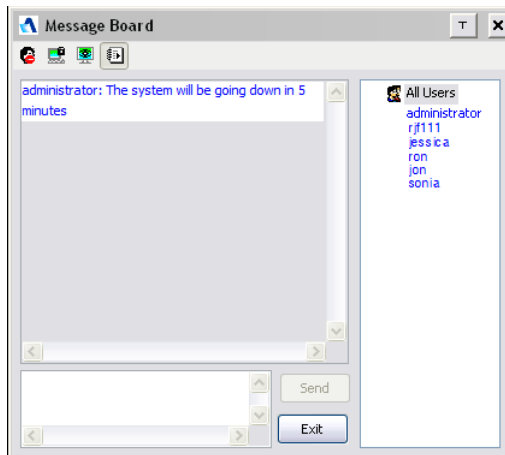 Message Board
T
administrator: The system will be going down in 5
minutes
All Users
administrator
rjf111
jessica
ron
jon
sonia
Send
Exit